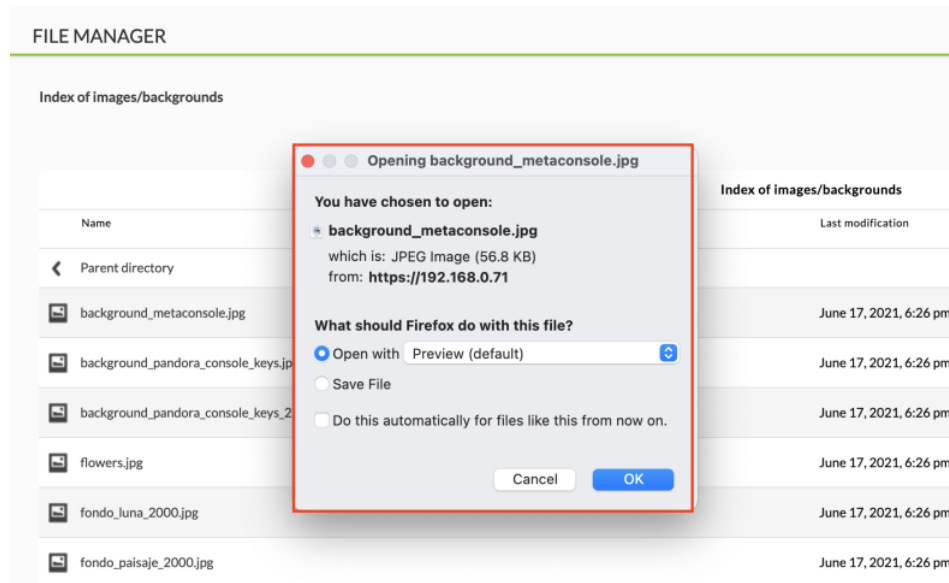 FILE MANAGER
Index of images/backgrounds
Opening background_metaconsole.jpg
You have chosen to open:
background_metaconsole.jpg
which is: JPEG Image (56.8 KB)
from: https://192.168.0.71
What should Firefox do with this file?
Open with Preview (default)
Save File
Do this automatically for files like this from now on.
Cancel OK
Index of images/backgrounds
Name Last modification
Parent directory
background_metaconsole.jpg June 17, 2021, 6:26 pm
background_pandora_console_keys.jp June 17, 2021, 6:26 pm
background_pandora_console_keys_2 June 17, 2021, 6:26 pm
flowers.jpg June 17, 2021, 6:26 pm
fondo_luna_2000.jpg June 17, 2021, 6:26 pm
fondo_paisaje_2000.jpg June 17, 2021, 6:26 pm